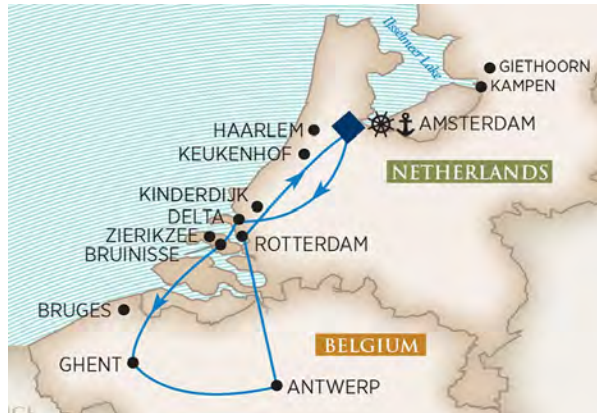 IJsselmeer Lake
GIETHOORN
KAMPEN
HAARLEM
AMSTERDAM
KEUKENHOF
NETHERLANDS
KINDERDIJK
DELTA
ZIERIKZEE
ROTTERDAM
BRUINISSE
BRUGES
BELGIUM
GHENT
ANTWERP